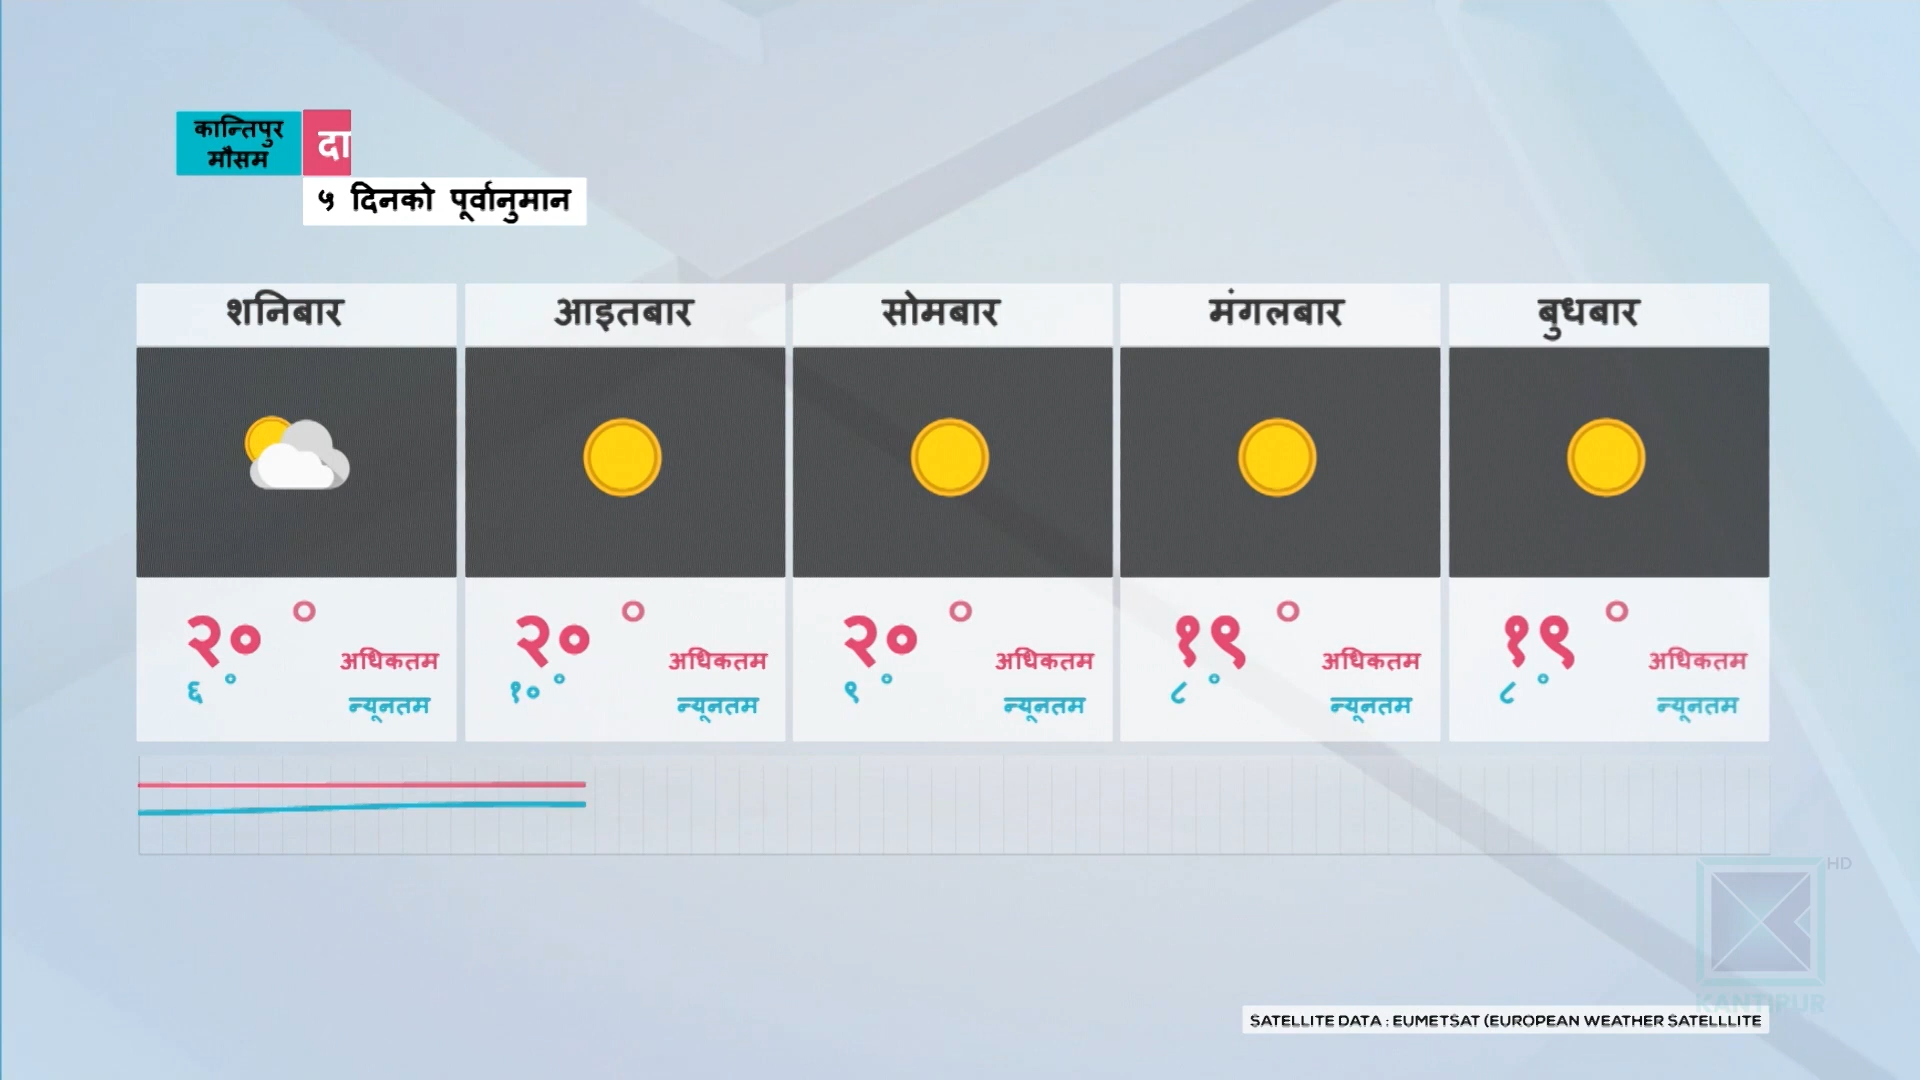 कान्तिपुर
मौसम
दा
५ दिनको पूर्वानुमान
शनिबार
आइतबार
सोमबार
मंगलबार
बुधबार
२०°
अधिकतम
६°
न्यूनतम
२०°
अधिकतम
१०°
न्यूनतम
२०°
अधिकतम
९°
न्यूनतम
१९°
अधिकतम
८°
न्यूनतम
१९°
अधिकतम
८°
न्यूनतम
HD
KANTIPUR
SATELLITE DATA : EUMETSAT (EUROPEAN WEATHER SATELLLITE